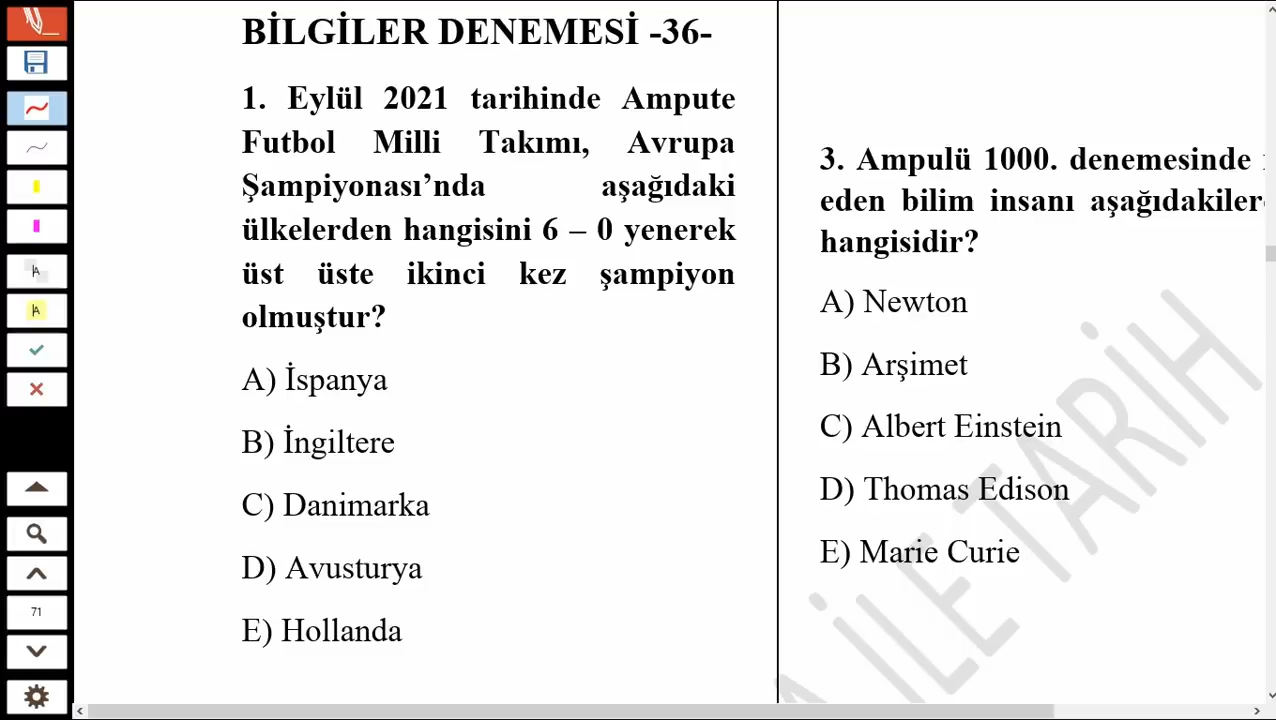 BİLGİLER DENEMESİ -36-
1. Eylül 2021 tarihinde Ampute
Futbol Milli Takımı, Avrupa
Şampiyonası’nda aşağıdaki
ülkelerden hangisini 6 – 0 yenerek
üst üste ikinci kez şampiyon
olmuştur?
A) İspanya
B) İngiltere
C) Danimarka
D) Avusturya
E) Hollanda
3. Ampulü 1000. denemesinde
eden bilim insanı
hangisidir?
A) Newton
B) Arşimet
C) Albert Einstein
D) Thomas Edison
E) Marie Curie
İLE TARİH
71